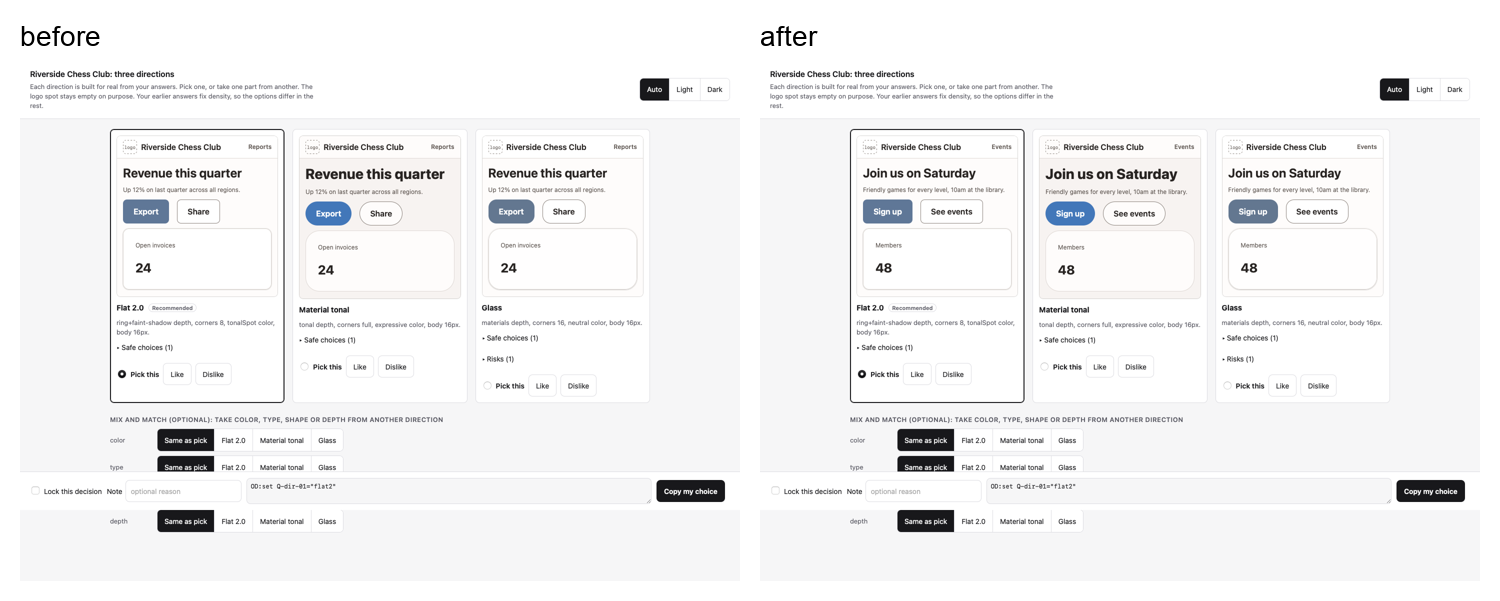 before
Riverside Chess Club: three directions
Each direction is built for real from your answers. Pick one, or take one part from another. The
logo spot stays empty on purpose. Your earlier answers fix density, so the options differ in the
rest.
Auto Light Dark
logo Riverside Chess Club Reports
Revenue this quarter
Up 12% on last quarter across all regions.
Export Share
Open invoices
24
Flat 2.0 Recommended
ring+faint-shadow depth, corners 8, tonalSpot color,
body 16px.
• Safe choices (1)
Pick this Like Dislike
logo Riverside Chess Club Reports
Revenue this quarter
Up 12% on last quarter across all regions.
Export Share
Open invoices
24
Material tonal
tonal depth, corners full, expressive color, body 16px.
• Safe choices (1)
Pick this Like Dislike
logo Riverside Chess Club Reports
Revenue this quarter
Up 12% on last quarter across all regions.
Export Share
Open invoices
24
Glass
materials depth, corners 16, neutral color, body 16px.
• Safe choices (1)
• Risks (1)
Pick this Like Dislike
MIX AND MATCH (OPTIONAL): TAKE COLOR, TYPE, SHAPE OR DEPTH FROM ANOTHER DIRECTION
color Same as pick Flat 2.0 Material tonal Glass
type Same as pick Flat 2.0 Material tonal Glass
Lock this decision Note optional reason OD:set Q-dir-01="flat2" Copy my choice
depth Same as pick Flat 2.0 Material tonal Glass
after
Riverside Chess Club: three directions
Each direction is built for real from your answers. Pick one, or take one part from another. The
logo spot stays empty on purpose. Your earlier answers fix density, so the options differ in the
rest.
Auto Light Dark
logo Riverside Chess Club Events
Join us on Saturday
Friendly games for every level, 10am at the library.
Sign up See events
Members
48
Flat 2.0 Recommended
ring+faint-shadow depth, corners 8, tonalSpot color,
body 16px.
• Safe choices (1)
Pick this Like Dislike
logo Riverside Chess Club Events
Join us on Saturday
Friendly games for every level, 10am at the library.
Sign up See events
Members
48
Material tonal
tonal depth, corners full, expressive color, body 16px.
• Safe choices (1)
Pick this Like Dislike
logo Riverside Chess Club Events
Join us on Saturday
Friendly games for every level, 10am at the library.
Sign up See events
Members
48
Glass
materials depth, corners 16, neutral color, body 16px.
• Safe choices (1)
• Risks (1)
Pick this Like Dislike
MIX AND MATCH (OPTIONAL): TAKE COLOR, TYPE, SHAPE OR DEPTH FROM ANOTHER DIRECTION
color Same as pick Flat 2.0 Material tonal Glass
type Same as pick Flat 2.0 Material tonal Glass
Lock this decision Note optional reason OD:set Q-dir-01="flat2" Copy my choice
depth Same as pick Flat 2.0 Material tonal Glass